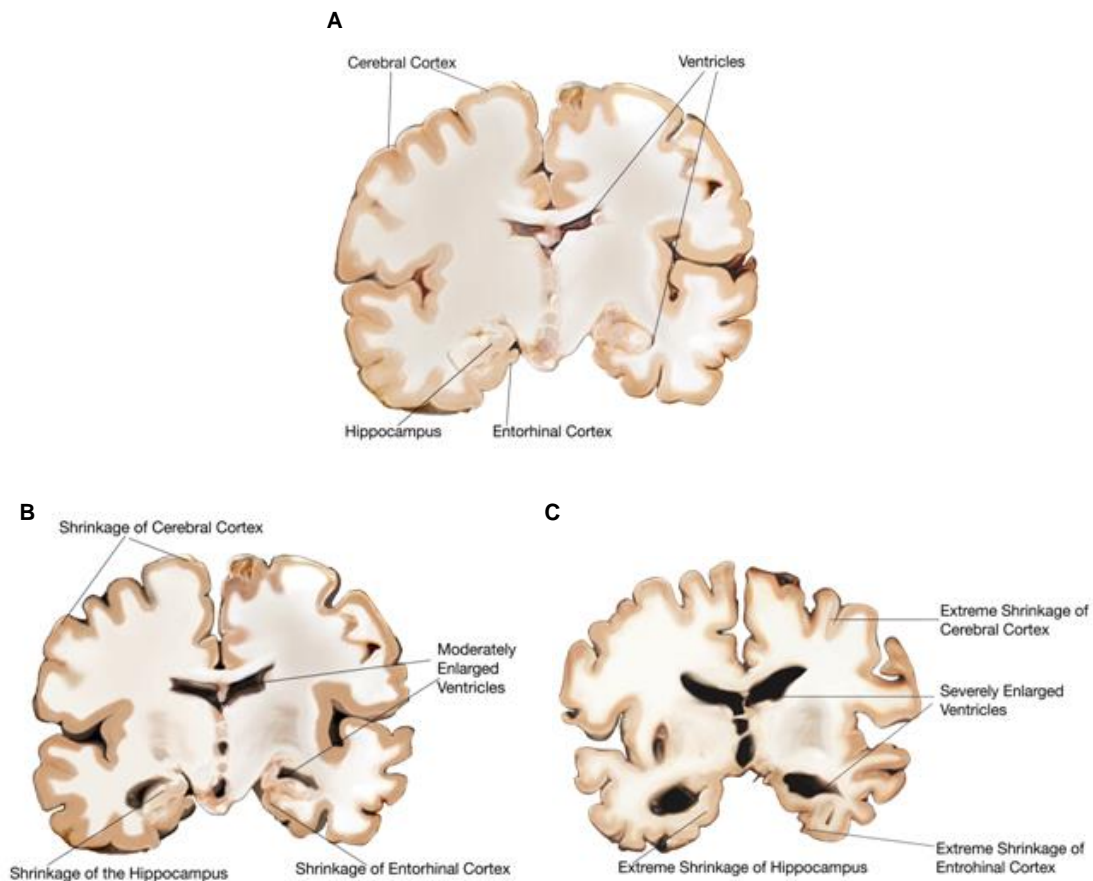 A
Cerebral Cortex
Ventricles
Hippocampus
Entorhinal Cortex
B
Shrinkage of Cerebral Cortex
Moderately
Enlarged
Ventricles
Shrinkage of the Hippocampus
Shrinkage of Entorhinal Cortex
C
Extreme Shrinkage of
Cerebral Cortex
Severely Enlarged
Ventricles
Extreme Shrinkage of Hippocampus
Extreme Shrinkage of
Entrohinal Cortex